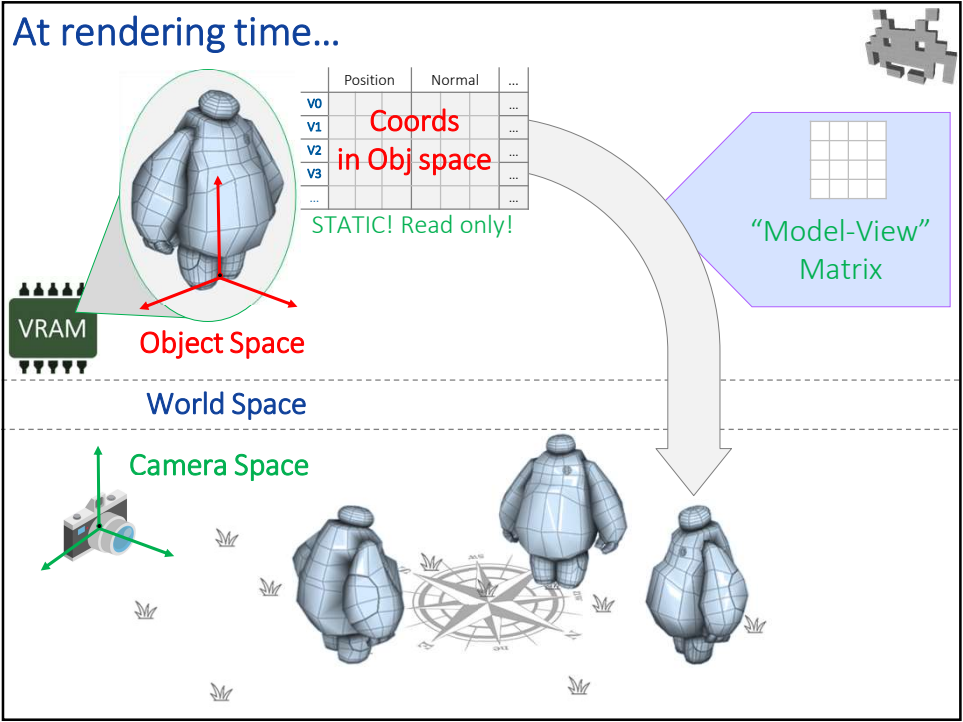 At rendering time…
Position Normal …
V0 …
V1 …
V2 …
V3 …
… …
Coords
in Obj space
STATIC! Read only!
“Model-View”
Matrix
VRAM
Object Space
World Space
Camera Space